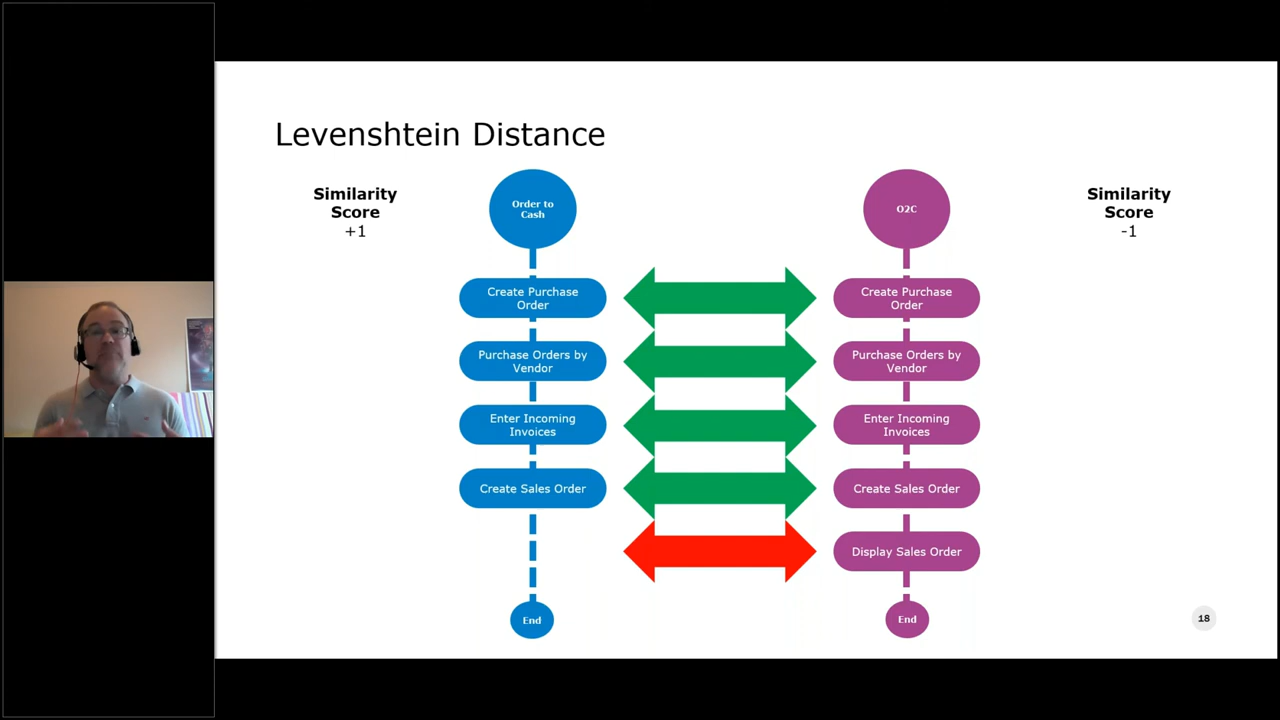 Levenshtein Distance
Similarity
Score
+1
Order to
Cash
O2C
Similarity
Score
-1
Create Purchase
Order
Create Purchase
Order
Purchase Orders by
Vendor
Purchase Orders by
Vendor
Enter Incoming
Invoices
Enter Incoming
Invoices
Create Sales Order
Create Sales Order
Display Sales Order
End
End
18